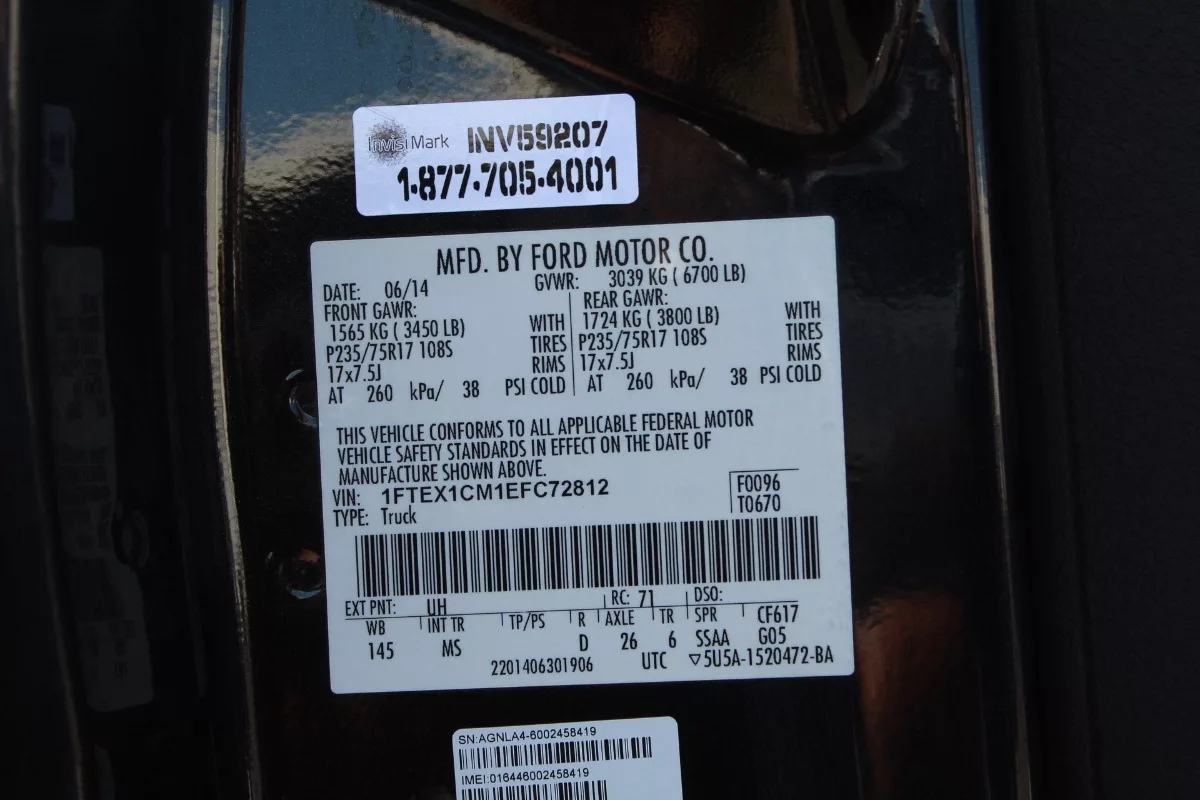 InvisiMark INV59207
1·877·705·4001
MFD. BY FORD MOTOR CO.
DATE: 06/14 GVWR: 3039 KG ( 6700 LB)
FRONT GAWR: REAR GAWR:
1565 KG ( 3450 LB) WITH 1724 KG ( 3800 LB) WITH
P235/75R17 108S TIRES P235/75R17 108S TIRES
17x7.5J RIMS 17x7.5J RIMS
AT 260 kPa/ 38 PSI COLD AT 260 kPa/ 38 PSI COLD
THIS VEHICLE CONFORMS TO ALL APPLICABLE FEDERAL MOTOR
VEHICLE SAFETY STANDARDS IN EFFECT ON THE DATE OF
MANUFACTURE SHOWN ABOVE.
VIN: 1FTEX1CM1EFC72812 F0096
TYPE: Truck T0670
EXT PNT: UH RC: 71 DSO:
WB INT TR TP/PS R AXLE TR SPR CF617
145 MS D 26 6 SSAA G05
2201406301906 UTC ▽5U5A-1520472-BA
SN:AGNLA4-6002458419
IMEI:016446002458419